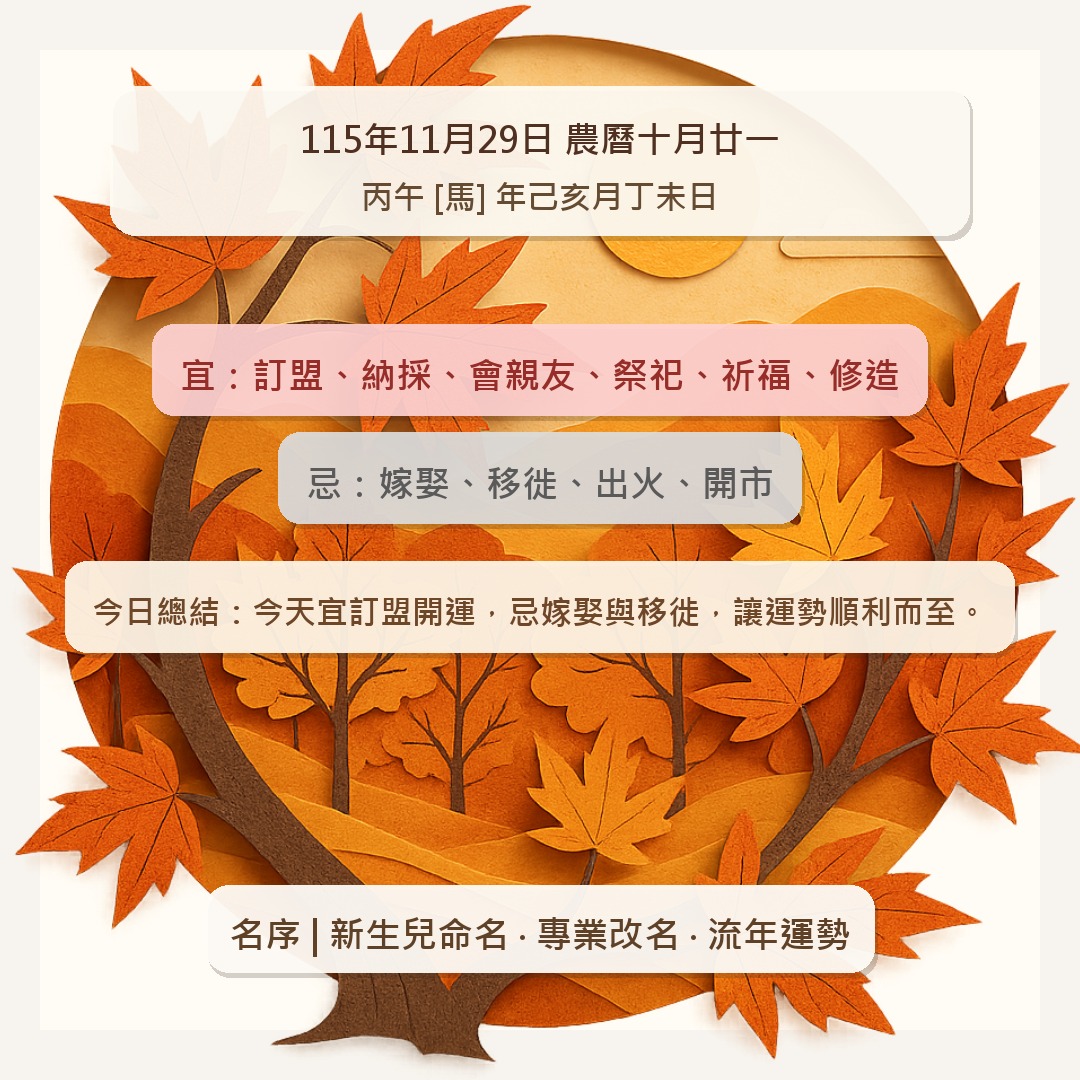 115年11月29日 農曆十月廿一
丙午 [馬] 年己亥月丁未日
宜：訂盟、納採、會親友、祭祀、祈福、修造
忌：嫁娶、移徙、出火、開市
今日總結：今天宜訂盟開運，忌嫁娶與移徙，讓運勢順利而至。
名序 | 新生兒命名 · 專業改名 · 流年運勢